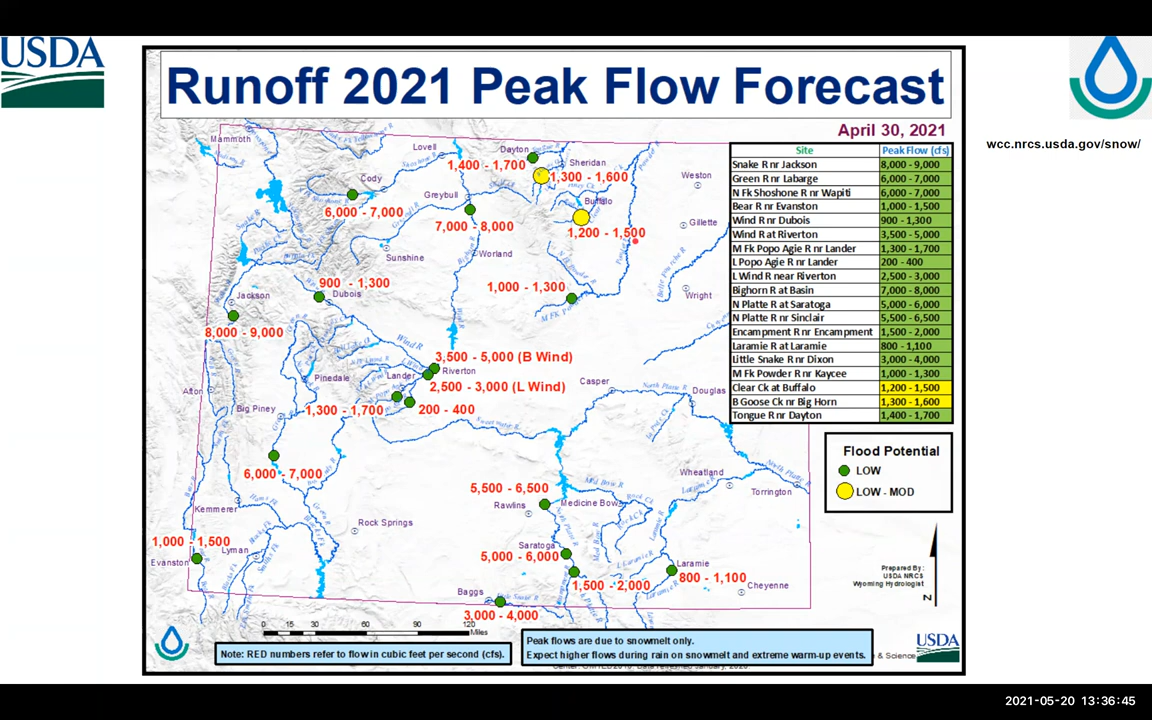 USDA
Runoff 2021 Peak Flow Forecast
April 30, 2021
wcc.nrcs.usda.gov/snow/
Site Peak Flow (cfs)
Snake R nr Jackson 8,000 - 9,000
Green R nr Labarge 6,000 - 7,000
N Fk Shoshone R nr Wapiti 6,000 - 7,000
Bear R nr Evanston 1,000 - 1,500
Wind R nr Dubois 900 - 1,300
Wind R at Riverton 3,500 - 5,000
M Fk Popo Agie R nr Lander 1,300 - 1,700
L Popo Agie R nr Lander 200 - 400
L Wind R near Riverton 2,500 - 3,000
Bighorn R at Basin 7,000 - 8,000
N Platte R at Saratoga 5,000 - 6,000
N Platte R nr Sinclair 5,500 - 6,500
Encampment R nr Encampment 1,500 - 2,000
Laramie R at Laramie 800 - 1,100
Little Snake R nr Dixon 3,000 - 4,000
M Fk Powder R nr Kaycee 1,000 - 1,300
Clear Ck at Buffalo 1,200 - 1,500
B Goose Ck nr Big Horn 1,300 - 1,600
Tongue R nr Dayton 1,400 - 1,700
Flood Potential
LOW
LOW - MOD
Mammoth
Lovell
Dayton
Sheridan
1,400 - 1,700
1,300 - 1,600
Weston
Cody
Greybull
Buffalo
6,000 - 7,000
7,000 - 8,000
1,200 - 1,500
Gillette
Sunshine
Worland
900 - 1,300
1,000 - 1,300
Dubois
Jackson
Wright
8,000 - 9,000
Wind R
3,500 - 5,000 (B Wind)
Riverton
Pinedale
Lander
2,500 - 3,000 (L Wind)
Afton
Casper
North Platte R
Douglas
Big Piney
1,300 - 1,700
200 - 400
Sweetwater R
6,000 - 7,000
Wheatland
North Platte R
Torrington
5,500 - 6,500
Med Bow R
Laramie R
Rawlins
Medicine Bow
Kemmerer
Rock Springs
1,000 - 1,500
Lyman
Saratoga
Evanston
5,000 - 6,000
Laramie
1,500 - 2,000
800 - 1,100
Cheyenne
Baggs
3,000 - 4,000
Prepared By:
USDA NRCS
Wyoming Hydrologist
N
0 15 30 60 90 120
Miles
Note: RED numbers refer to flow in cubic feet per second (cfs).
Peak flows are due to snowmelt only.
Expect higher flows during rain on snowmelt and extreme warm-up events.
& Science
USDA
2021-05-20 13:36:45